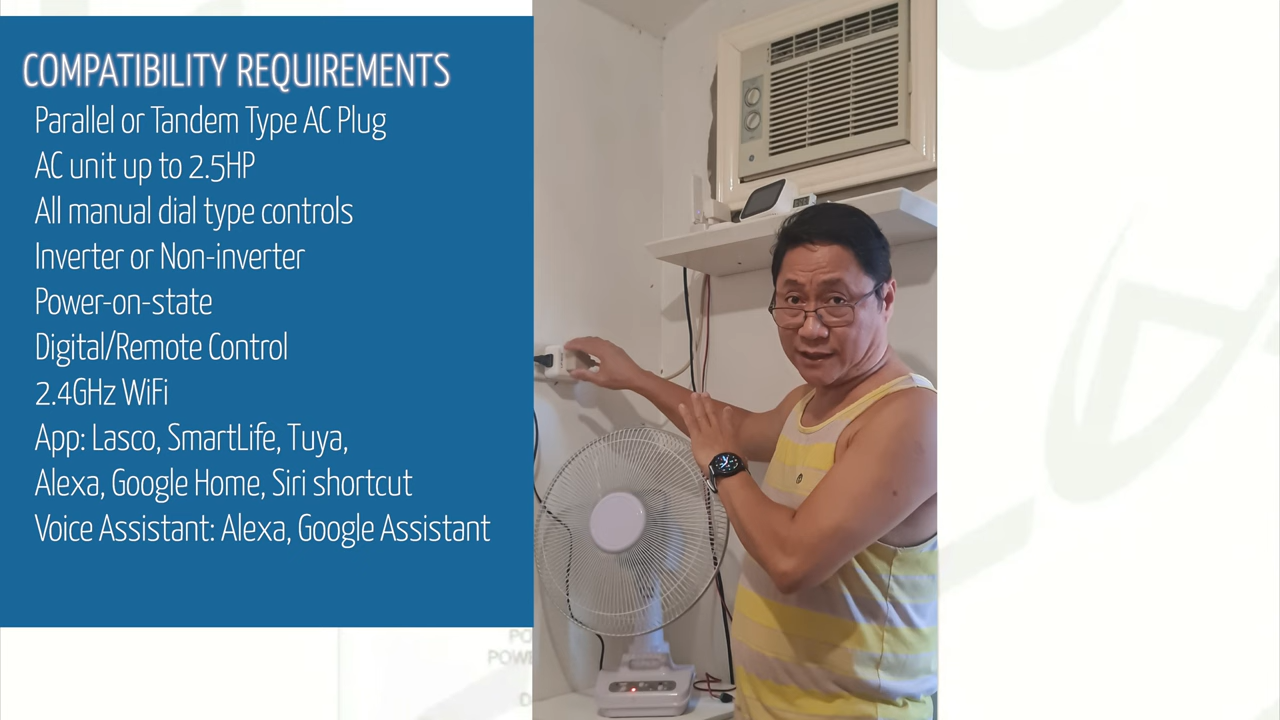 COMPATIBILITY REQUIREMENTS
Parallel or Tandem Type AC Plug
AC unit up to 2.5HP
All manual dial type controls
Inverter or Non-inverter
Power-on-state
Digital/Remote Control
2.4GHz WiFi
App: Lasco, SmartLife, Tuya,
Alexa, Google Home, Siri shortcut
Voice Assistant: Alexa, Google Assistant